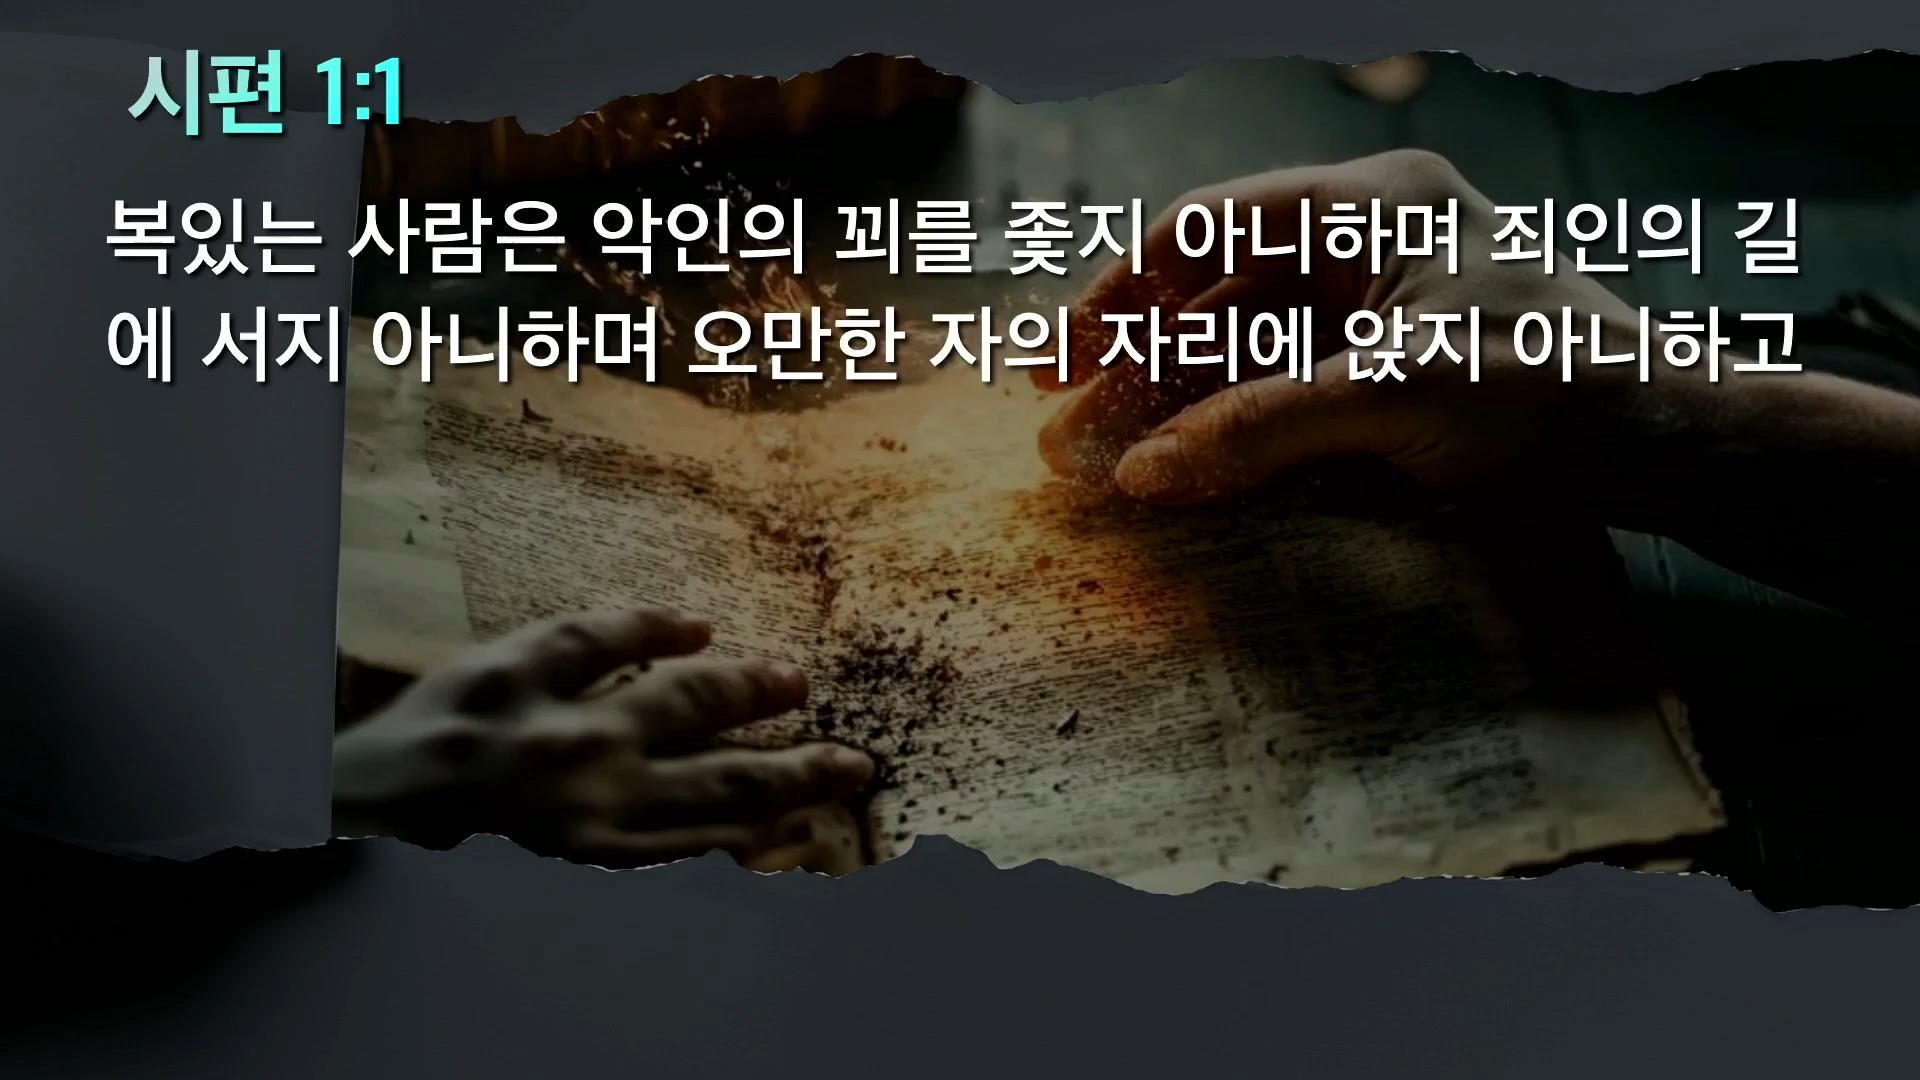 시편 1:1
복있는 사람은 악인의 꾀를 좇지 아니하며 죄인의 길
에 서지 아니하며 오만한 자의 자리에 앉지 아니하고